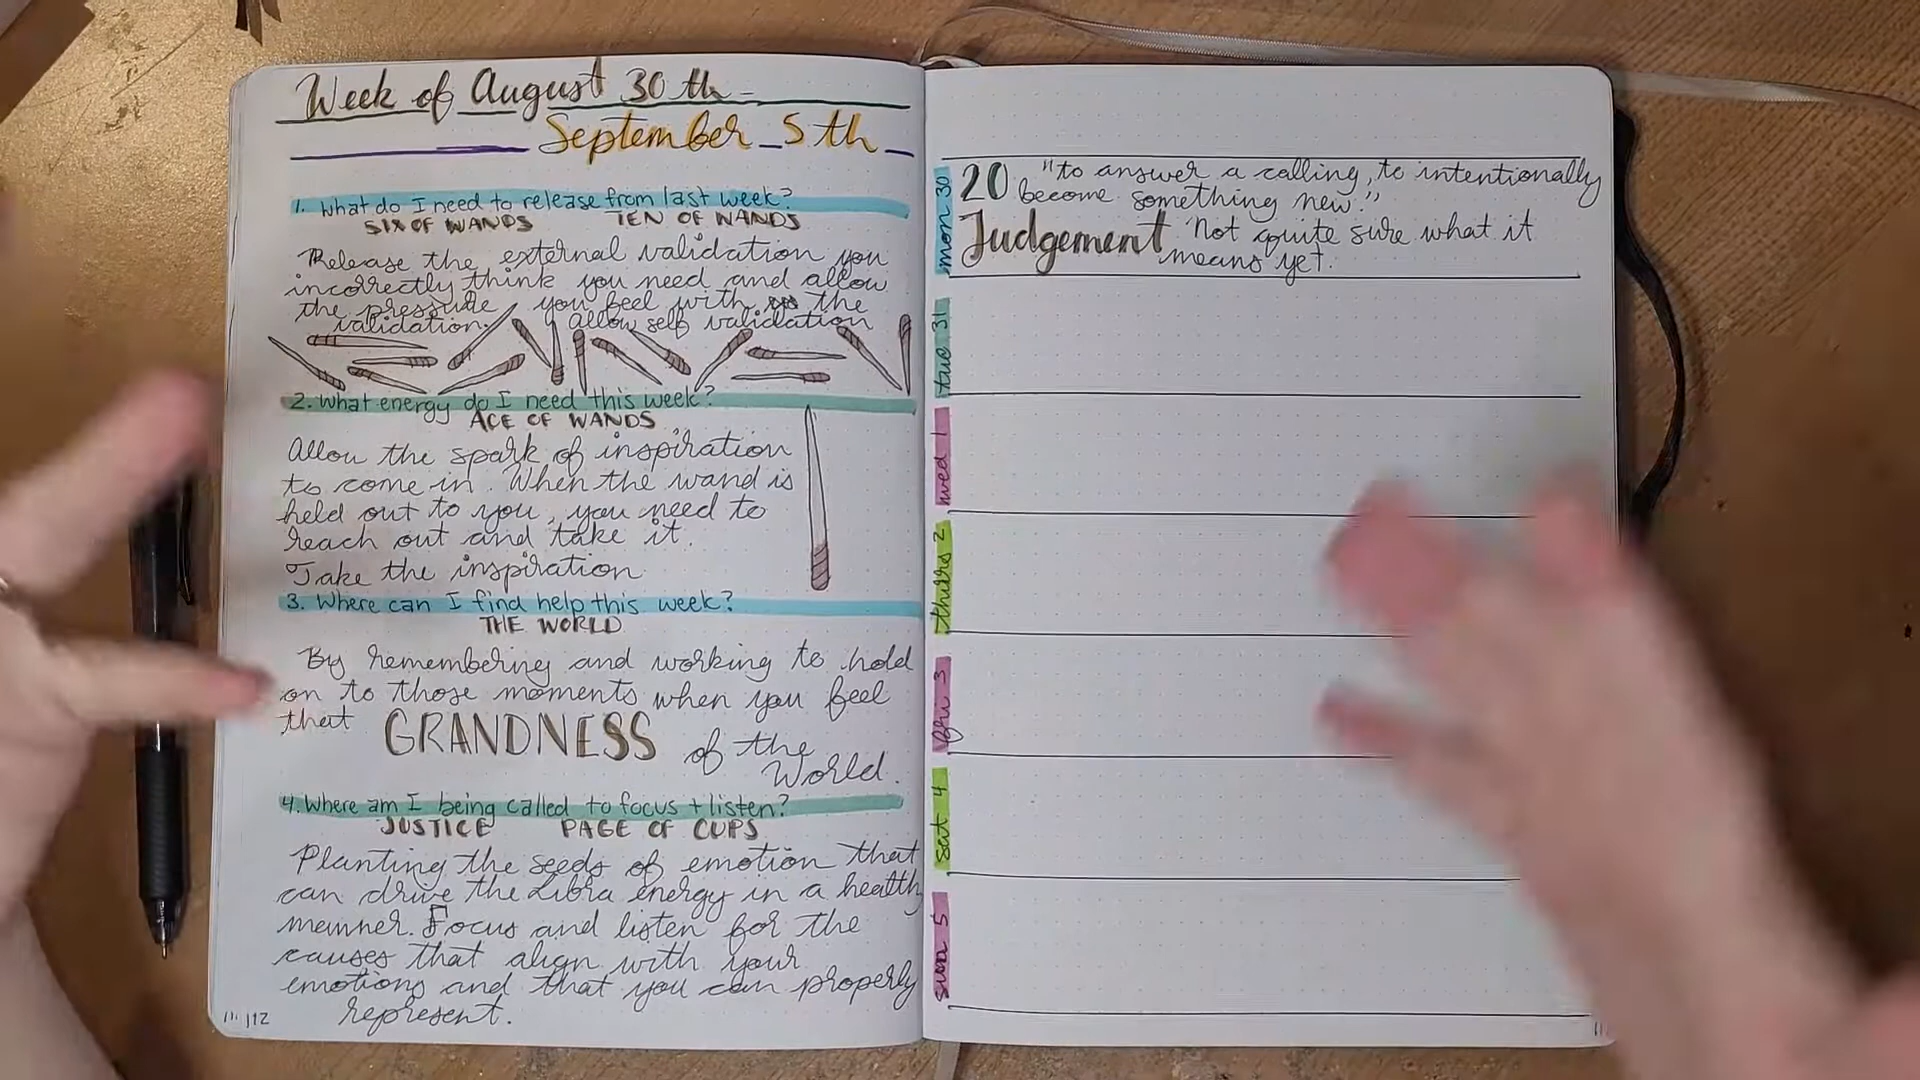 Week of August 30th -
September 5th
1. What do I need to release from last week?
SIX OF WANDS TEN OF WANDS
Release the external validation you
incorrectly think you need and allow
the pressure you feel with the
validation. allow self validation
2. What energy do I need this week?
ACE OF WANDS
Allow the spark of inspiration
to come in. When the wand is
held out to you, you need to
reach out and take it.
Take the inspiration
3. Where can I find help this week?
THE WORLD
By remembering and working to hold
on to those moments when you feel
that GRANDNESS of the
World.
4. Where am I being called to focus + listen?
JUSTICE PAGE OF CUPS
Planting the seeds of emotion that
can drive the Libra energy in a healthy
manner. Focus and listen for the
causes that align with your
emotions and that you can properly
represent.
112
mon 30
20 "to answer a calling, to intentionally
become something new."
Judgement Not quite sure what it
means yet.
tue 31
wed 1
thurs 2
fri 3
sat 4
sun 5